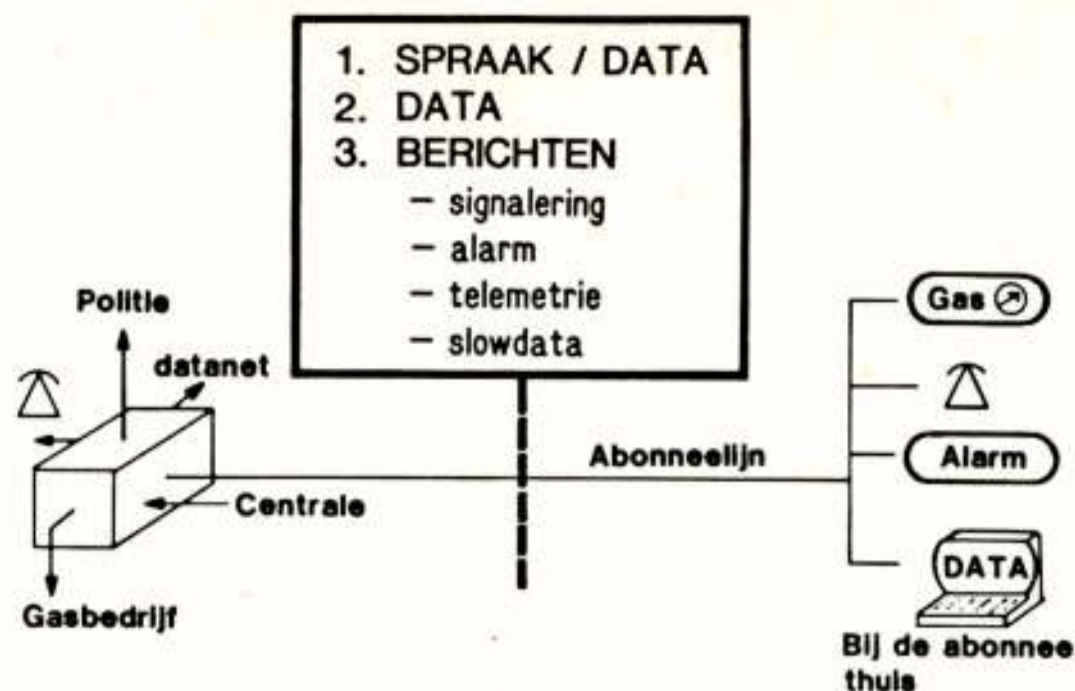 1. SPRAAK / DATA
2. DATA
3. BERICHTEN
– signalering
– alarm
– telemetrie
– slowdata
Politie
datanet
Centrale
Gasbedrijf
Abonneelijn
Gas
Alarm
DATA
Bij de abonnee
thuis